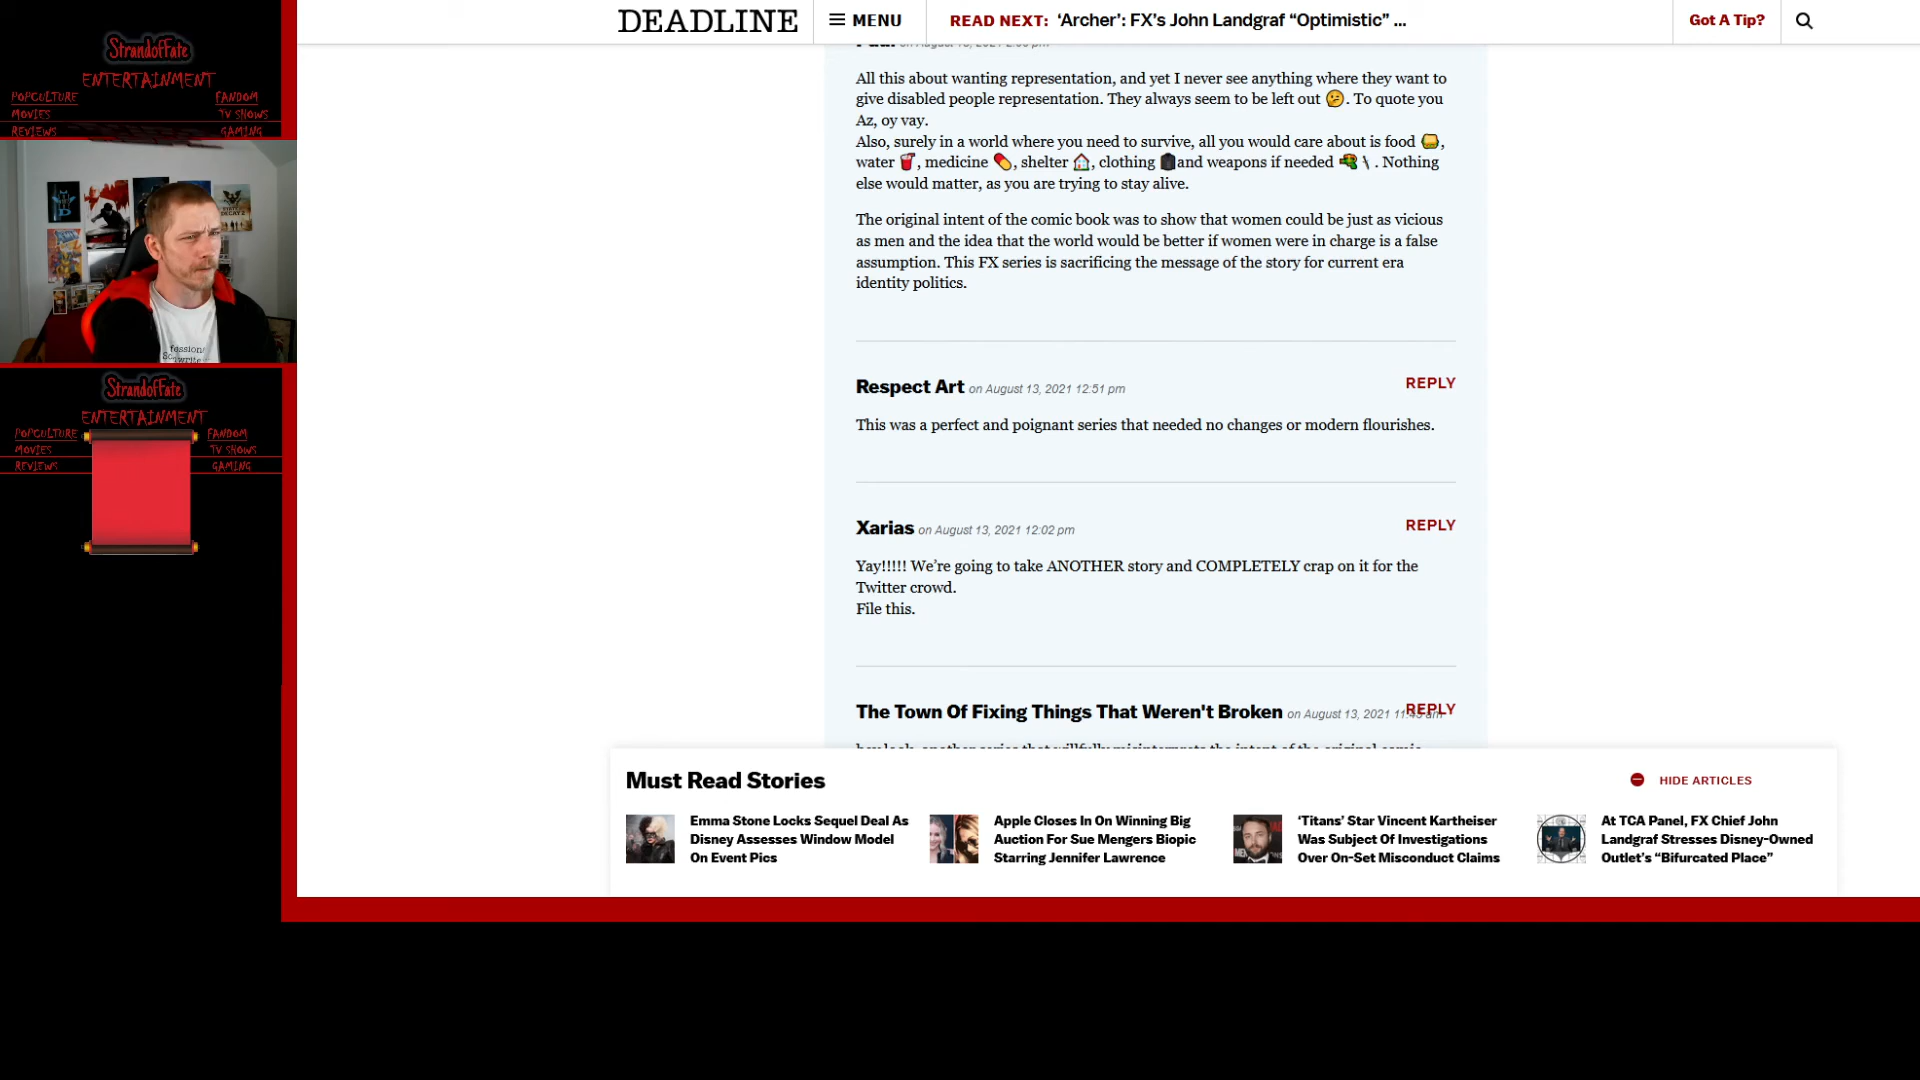 DEADLINE
MENU
READ NEXT: ‘Archer’: FX’s John Landgraf “Optimistic” ...
Got A Tip?
StrandofFate
ENTERTAINMENT
POPCULTURE
FANDOM
MOVIES
TV SHOWS
REVIEWS
GAMING
Paul on August 13, 2021
All this about wanting representation, and yet I never see anything where they want to
give disabled people representation. They always seem to be left out 🤔. To quote you
Az, oy vay.
Also, surely in a world where you need to survive, all you would care about is food
water, medicine 💊, shelter 🏠, clothing and weapons if needed 🔫 . Nothing
else would matter, as you are trying to stay alive.
The original intent of the comic book was to show that women could be just as vicious
as men and the idea that the world would be better if women were in charge is a false
assumption. This FX series is sacrificing the message of the story for current era
identity politics.
Respect Art on August 13, 2021 12:51 pm
REPLY
This was a perfect and poignant series that needed no changes or modern flourishes.
Xarias on August 13, 2021 12:02 pm
REPLY
Yay!!!!! We’re going to take ANOTHER story and COMPLETELY crap on it for the
Twitter crowd.
File this.
The Town Of Fixing Things That Weren't Broken on August 13, 2021
REPLY
StrandofFate
ENTERTAINMENT
POPCULTURE
FANDOM
MOVIES
TV SHOWS
REVIEWS
GAMING
Must Read Stories
HIDE ARTICLES
Emma Stone Locks Sequel Deal As
Disney Assesses Window Model
On Event Pics
Apple Closes In On Winning Big
Auction For Sue Mengers Biopic
Starring Jennifer Lawrence
‘Titans’ Star Vincent Kartheiser
Was Subject Of Investigations
Over On-Set Misconduct Claims
At TCA Panel, FX Chief John
Landgraf Stresses Disney-Owned
Outlet’s “Bifurcated Place”